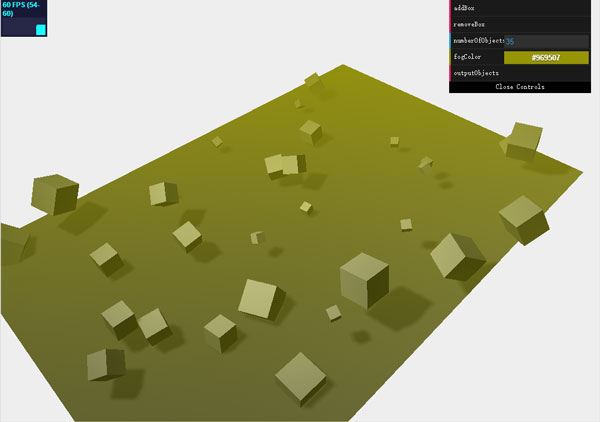 60 FPS (54-60)
addBox
removeBox
numberOfObjects 35
fogColor #969507
outputObjects
Close Controls